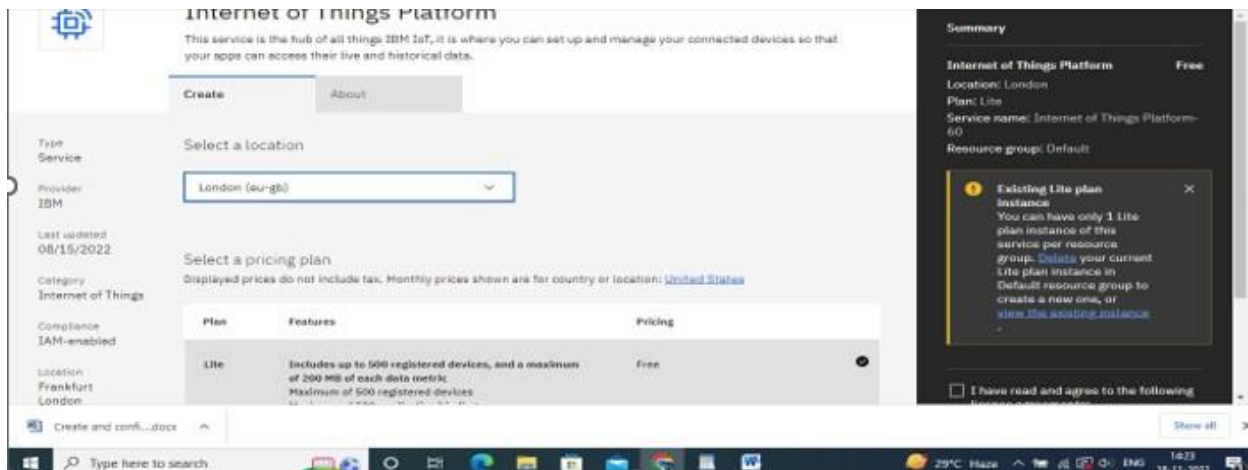 Internet of Things Platform
This service is the hub of all things IBM IoT, it is where you can set up and manage your connected devices so that
your apps can access their live and historical data.
Create
About
Type
Service
Provider
IBM
Last updated
08/15/2022
Category
Internet of Things
Compliance
IAM-enabled
Location
Frankfurt
London
Select a location
London (eu-gb)
Select a pricing plan
Displayed prices do not include tax. Monthly prices shown are for country or location: United States
Plan Features Pricing
Lite Includes up to 500 registered devices, and a maximum Free
of 200 MB of each data metric
Maximum of 500 registered devices
Summary
Internet of Things Platform Free
Location: London
Plan: Lite
Service name: Internet of Things Platform-
60
Resource group: Default
Existing Lite plan
Instance
You can have only 1 Lite
plan instance of this
service per resource
group. Delete your current
Lite plan instance in
Default resource group to
create a new one, or
view the existing instance
.
I have read and agree to the following
Create and confi....docx
Show all
Type here to search
29°C Haze
ENG
14:23